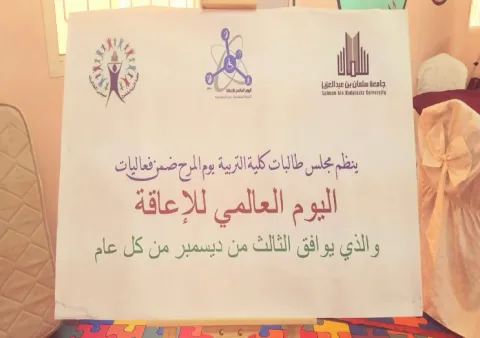 جامعة سلمان بن عبدالعزيز
Salman bin Abdulaziz University
ينظم مجلس طالبات كلية التربية يوم المرح ضمن فعاليات
اليوم العالمي للإعاقة
والذي يوافق الثالث من ديسمبر من كل عام